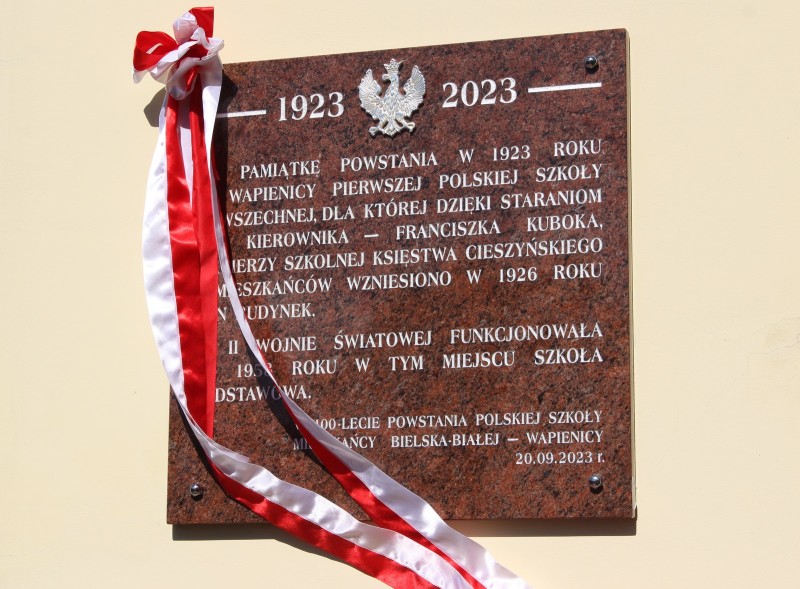 1923 2023
PAMIĄTKĘ POWSTANIA W 1923 ROKU
WAPIENICY PIERWSZEJ POLSKIEJ SZKOŁY
WSZECHNEJ, DLA KTÓREJ DZIĘKI STARANIOM
KIEROWNIKA – FRANCISZKA KUBOKA,
IERZY SZKOLNEJ KSIĘSTWA CIESZYŃSKIEGO
MIESZKAŃCÓW WZNIESIONO W 1926 ROKU
N BUDYNEK.
II WOJNIE ŚWIATOWEJ FUNKCJONOWAŁA
ROKU W TYM MIEJSCU SZKOŁA
DSTAWOWA.
100-LECIE POWSTANIA POLSKIEJ SZKOŁY
MIESZKAŃCY BIELSKA-BIAŁEJ – WAPIENICY
20.09.2023 r.